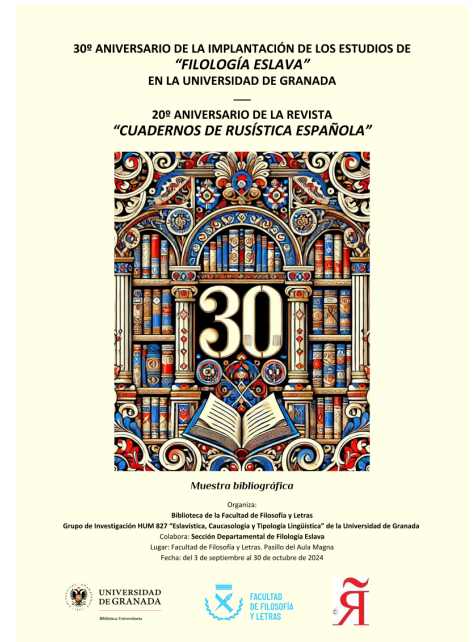 30º ANIVERSARIO DE LA IMPLANTACIÓN DE LOS ESTUDIOS DE
“FILOLOGÍA ESLAVA”
EN LA UNIVERSIDAD DE GRANADA
20º ANIVERSARIO DE LA REVISTA
“CUADERNOS DE RUSÍSTICA ESPAÑOLA”
30
Muestra bibliográfica
Organiza:
Biblioteca de la Facultad de Filosofía y Letras
Grupo de Investigación HUM 827 “Eslavística, Caucasología y Tipología Lingüística” de la Universidad de Granada
Colabora: Sección Departamental de Filología Eslava
Lugar: Facultad de Filosofía y Letras. Pasillo del Aula Magna
Fecha: del 3 de septiembre al 30 de octubre de 2024
UNIVERSIDAD
DE GRANADA
Biblioteca Universitaria
FACULTAD
DE FILOSOFÍA
Y LETRAS
©
Я̃